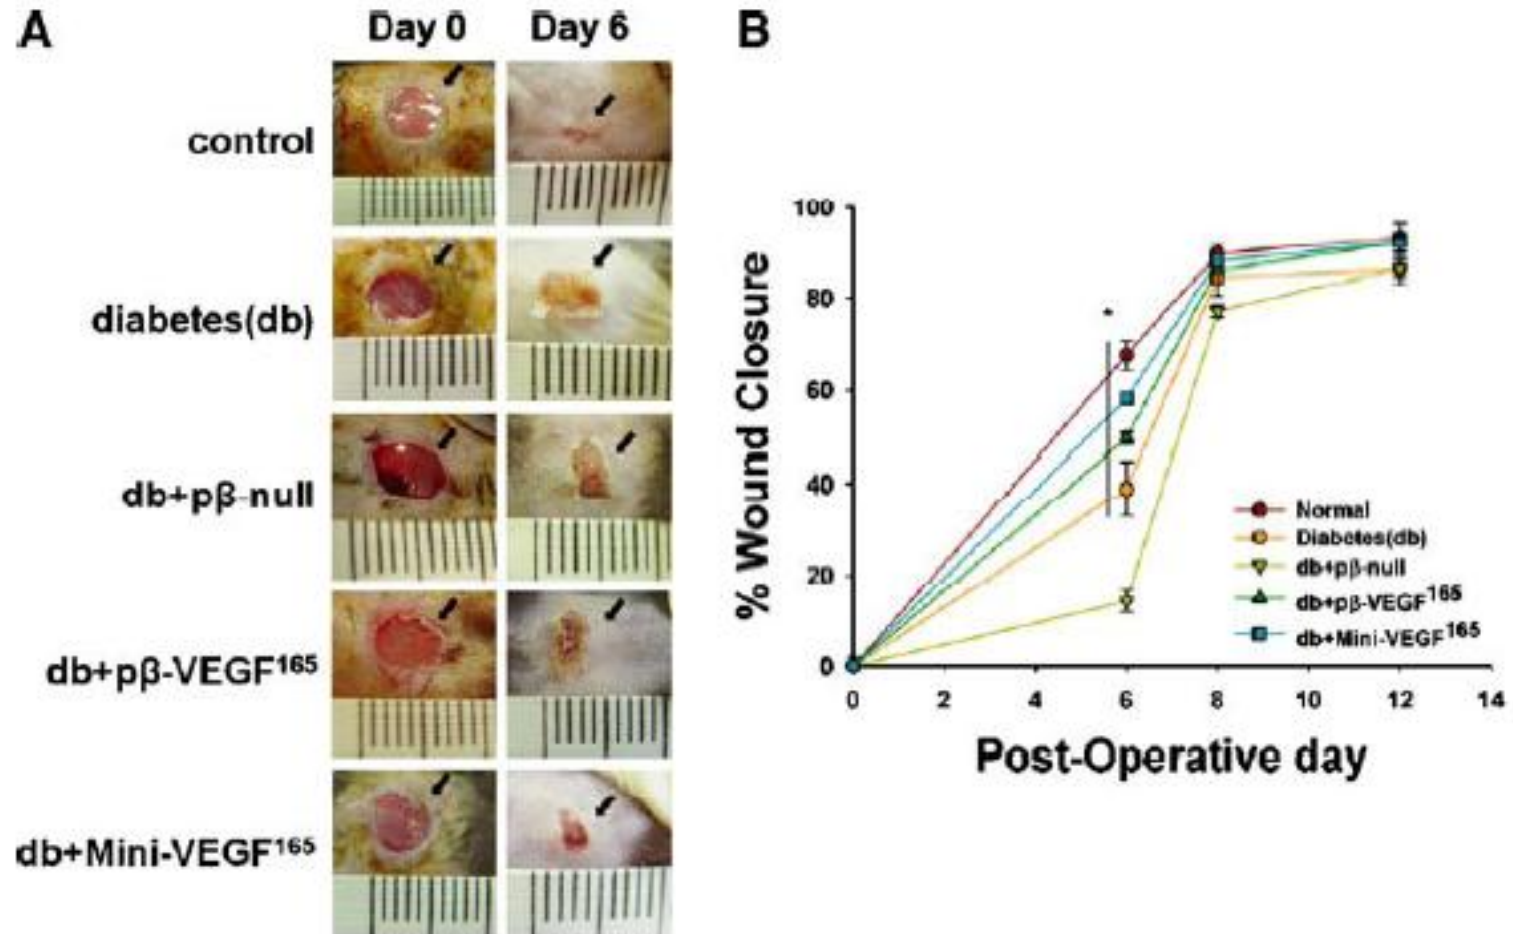 A
Day 0 Day 6
control
diabetes(db)
db+pβ-null
db+pβ-VEGF165
db+Mini-VEGF165
B
% Wound Closure
100
80
60
40
20
0
*
Normal
Diabetes(db)
db+pβ-null
db+pβ-VEGF165
db+Mini-VEGF165
0 2 4 6 8 10 12 14
Post-Operative day